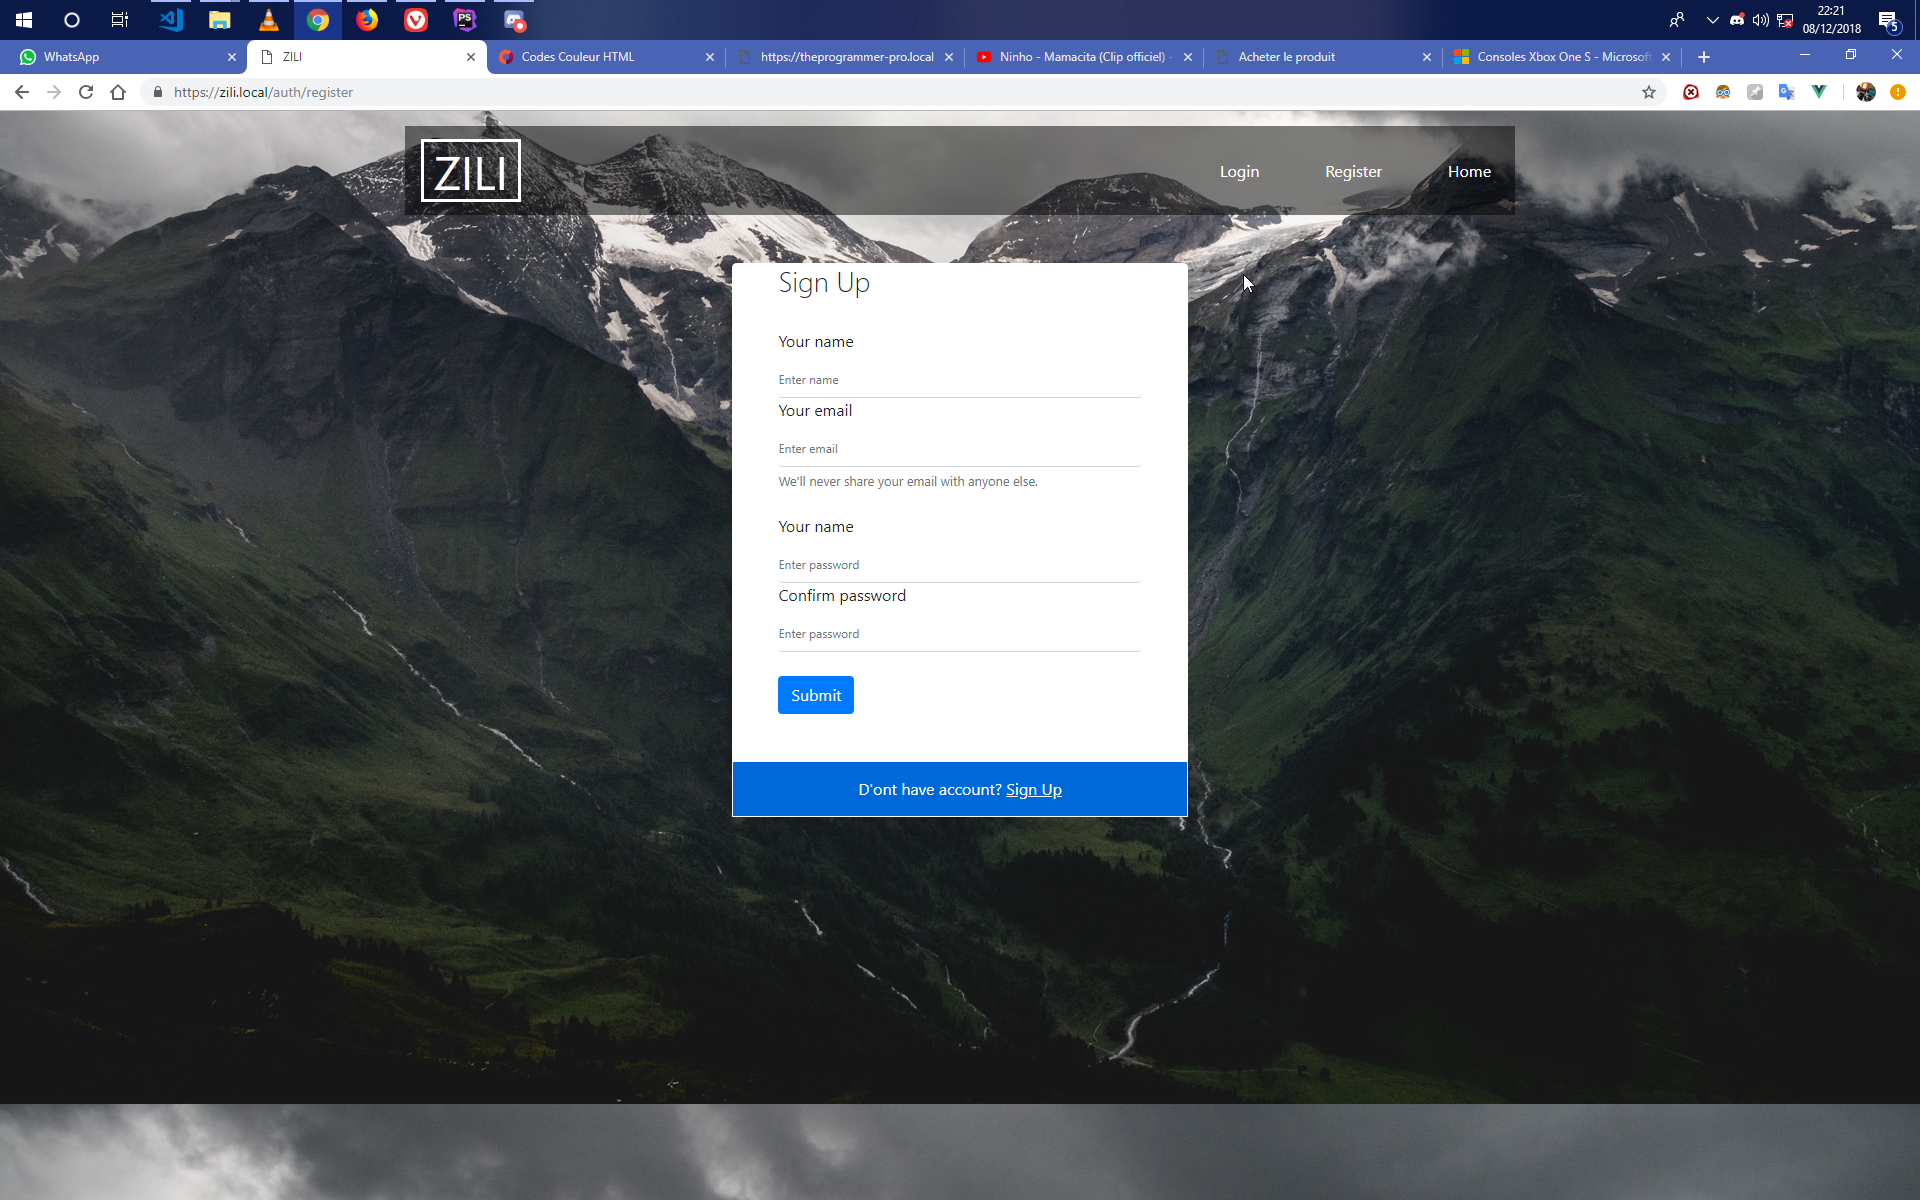 22:21
08/12/2018
5
WhatsApp
ZILI
Codes Couleur HTML
https://theprogrammer-pro.local
Ninho - Mamacita (Clip officiel) -
Acheter le produit
Consoles Xbox One S - Microsoft
https://zili.local/auth/register
ZILI
Login
Register
Home
Sign Up
Your name
Enter name
Your email
Enter email
We'll never share your email with anyone else.
Your name
Enter password
Confirm password
Enter password
Submit
D'ont have account? Sign Up